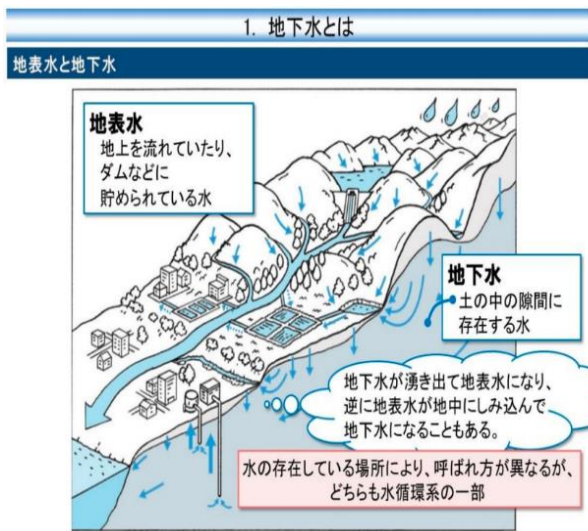 1. 地下水とは
地表水と地下水
地表水
地上を流れていたり、
ダムなどに
貯められている水
地下水
土の中の隙間に
存在する水
地下水が湧き出て地表水になり、
逆に地表水が地中にしみ込んで
地下水になることもある。
水の存在している場所により、呼ばれ方が異なるが、
どちらも水循環系の一部